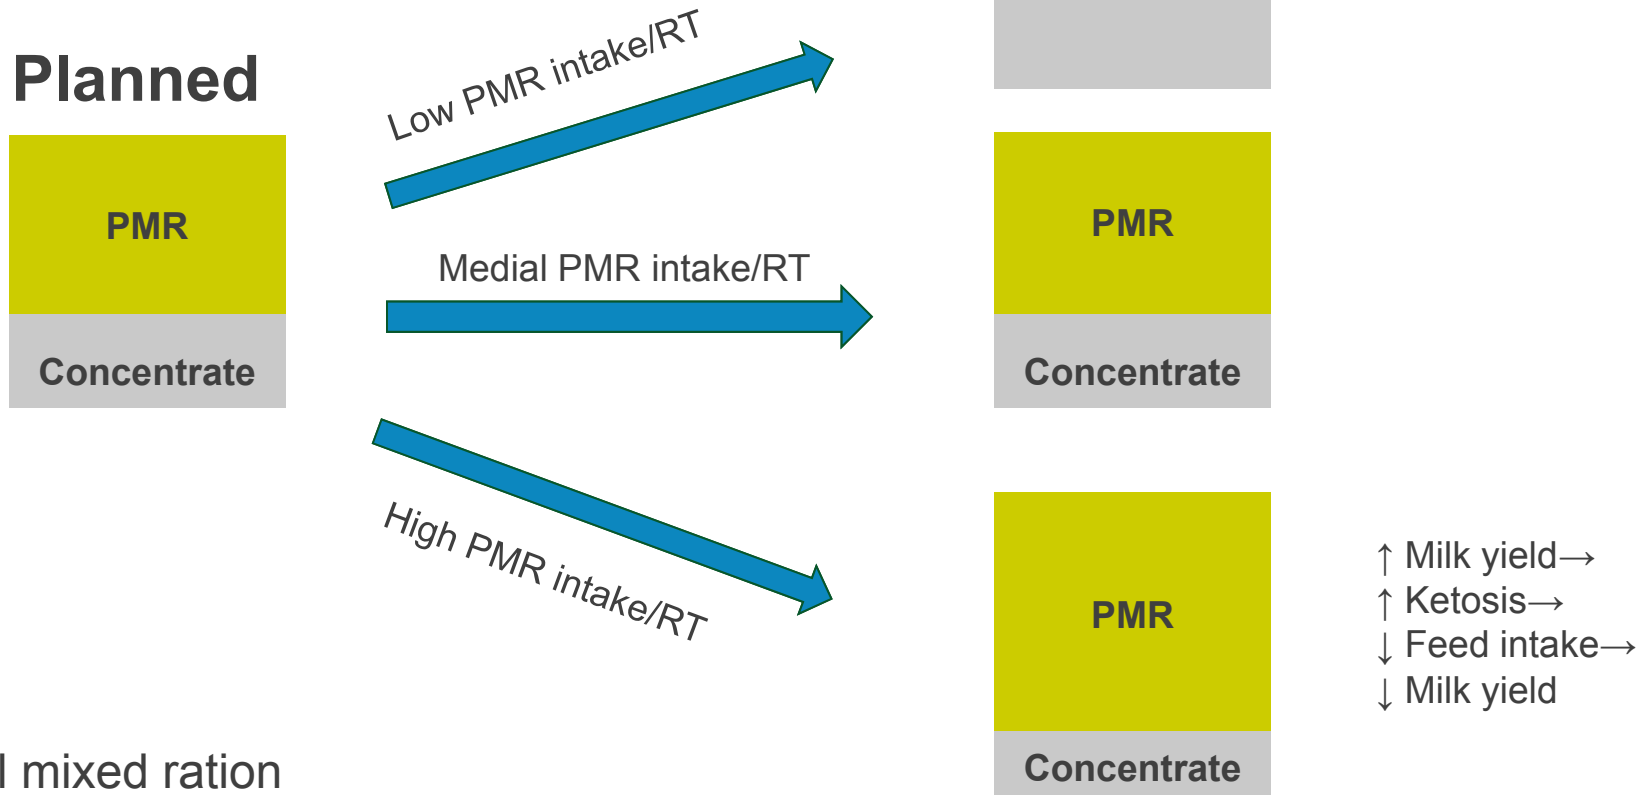 Planned
PMR
Concentrate
Low PMR intake/RT
Medial PMR intake/RT
High PMR intake/RT
PMR
Concentrate
PMR
Concentrate
↑ Milk yield→
↑ Ketosis→
↓ Feed intake→
↓ Milk yield
l mixed ration